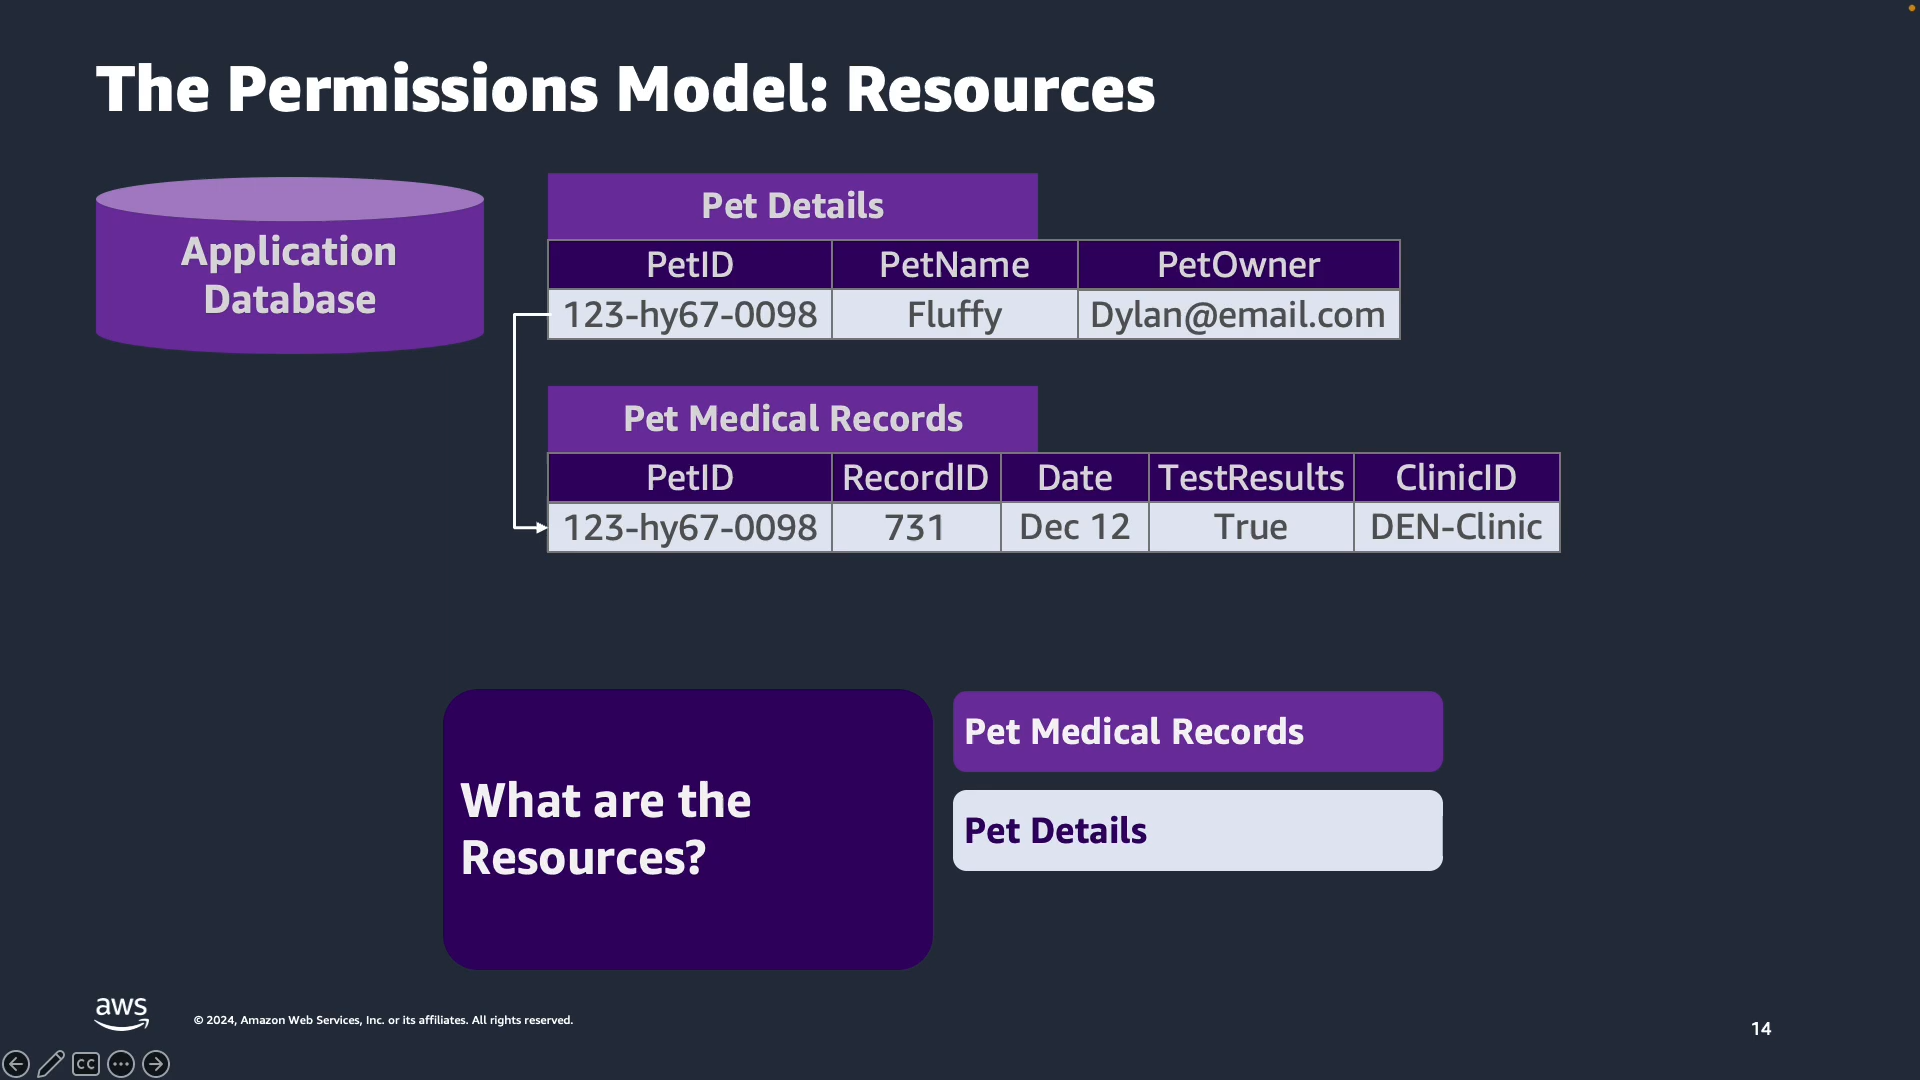 The Permissions Model: Resources
Application
Database
Pet Details
PetID PetName PetOwner
123-hy67-0098 Fluffy Dylan@email.com
Pet Medical Records
PetID RecordID Date TestResults ClinicID
123-hy67-0098 731 Dec 12 True DEN-Clinic
What are the
Resources?
Pet Medical Records
Pet Details
aws
© 2024, Amazon Web Services, Inc. or its affiliates. All rights reserved.
14
CC